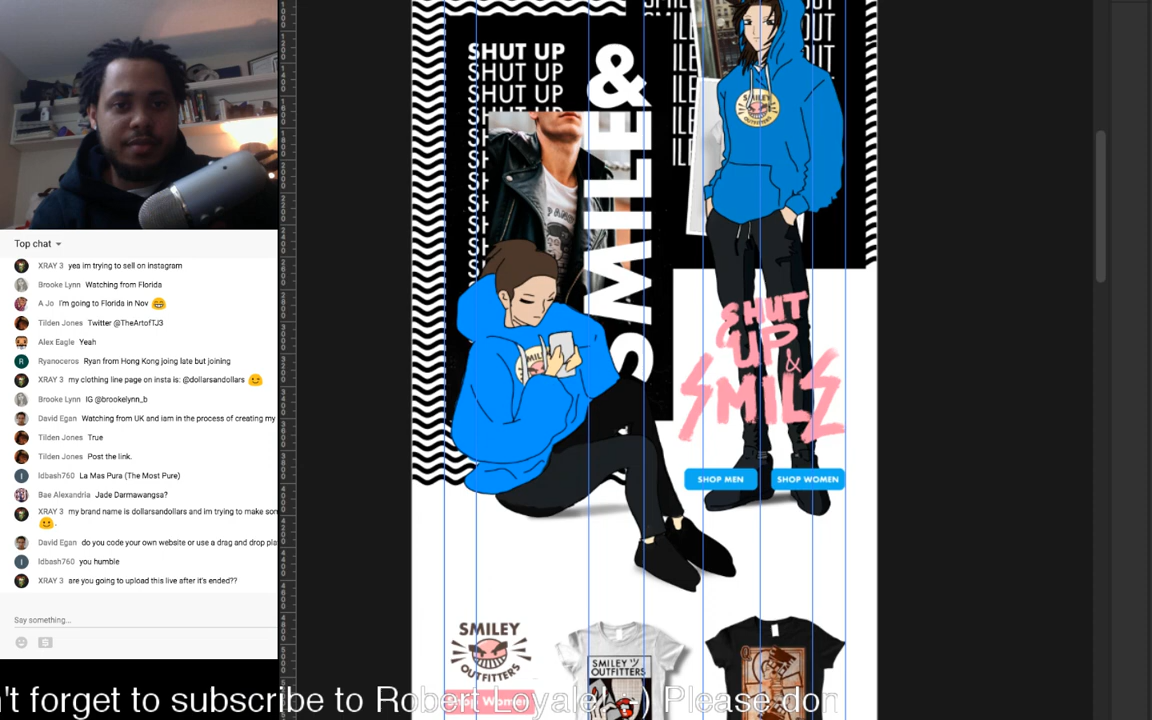 Top chat
XRAY 3 yea im trying to sell on instagram
Brooke Lynn Watching from Florida
A Jo I'm going to Florida in Nov 😁
Tilden Jones Twitter @TheArtofTJ3
Alex Eagle Yeah
Ryanoceros Ryan from Hong Kong joining late but joining
XRAY 3 my clothing line page on insta is: @dollarsandollars 😊
Brooke Lynn IG @brookelynn_b
David Egan Watching from UK and iam in the process of creating my
Tilden Jones True
Tilden Jones Post the link.
Idbash760 La Mas Pura (The Most Pure)
Bae Alexandria Jade Darmawangsa?
XRAY 3 my brand name is dollarsandollars and im trying to make son
David Egan do you code your own website or use a drag and drop pla
Idbash760 you humble
XRAY 3 are you going to upload this live after it's ended??
Say something...
SHUT UP
SHUT UP
SHUT UP
SHUT UP
SMILE &
SMILEY
OUTFITTERS
SHUT
UP
&
SMILE
SHOP MEN
SHOP WOMEN
SMILEY
OUTFITTERS
Shop Women
SMILEY
OUTFITTERS
't forget to subscribe to Robert Loyale! :-) Please don